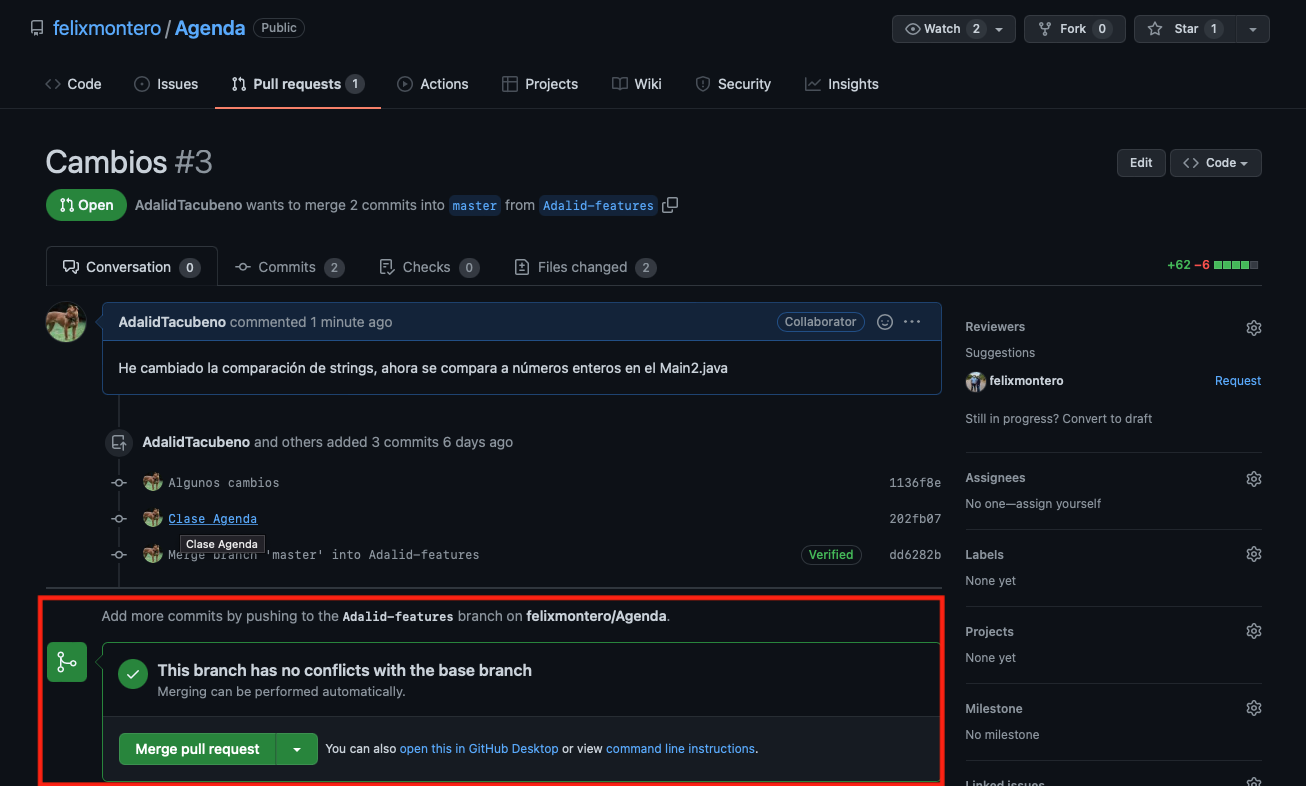 felixmontero / Agenda Public
Watch 2 Fork 0 Star 1
Code Issues Pull requests 1 Actions Projects Wiki Security Insights
Cambios #3
Edit Code
Open AdalidTacubeno wants to merge 2 commits into master from Adalid-features
Conversation 0 Commits 2 Checks 0 Files changed 2
+62 −6
AdalidTacubeno commented 1 minute ago
Collaborator
He cambiado la comparación de strings, ahora se compara a números enteros en el Main2.java
AdalidTacubeno and others added 3 commits 6 days ago
Algunos cambios 1136f8e
Clase Agenda 202fb07
Clase Agenda
Merge branch 'master' into Adalid-features Verified dd6282b
Add more commits by pushing to the Adalid-features branch on felixmontero/Agenda.
This branch has no conflicts with the base branch
Merging can be performed automatically.
Merge pull request You can also open this in GitHub Desktop or view command line instructions.
Reviewers
Suggestions
felixmontero Request
Still in progress? Convert to draft
Assignees
No one—assign yourself
Labels
None yet
Projects
None yet
Milestone
No milestone
Linked issues